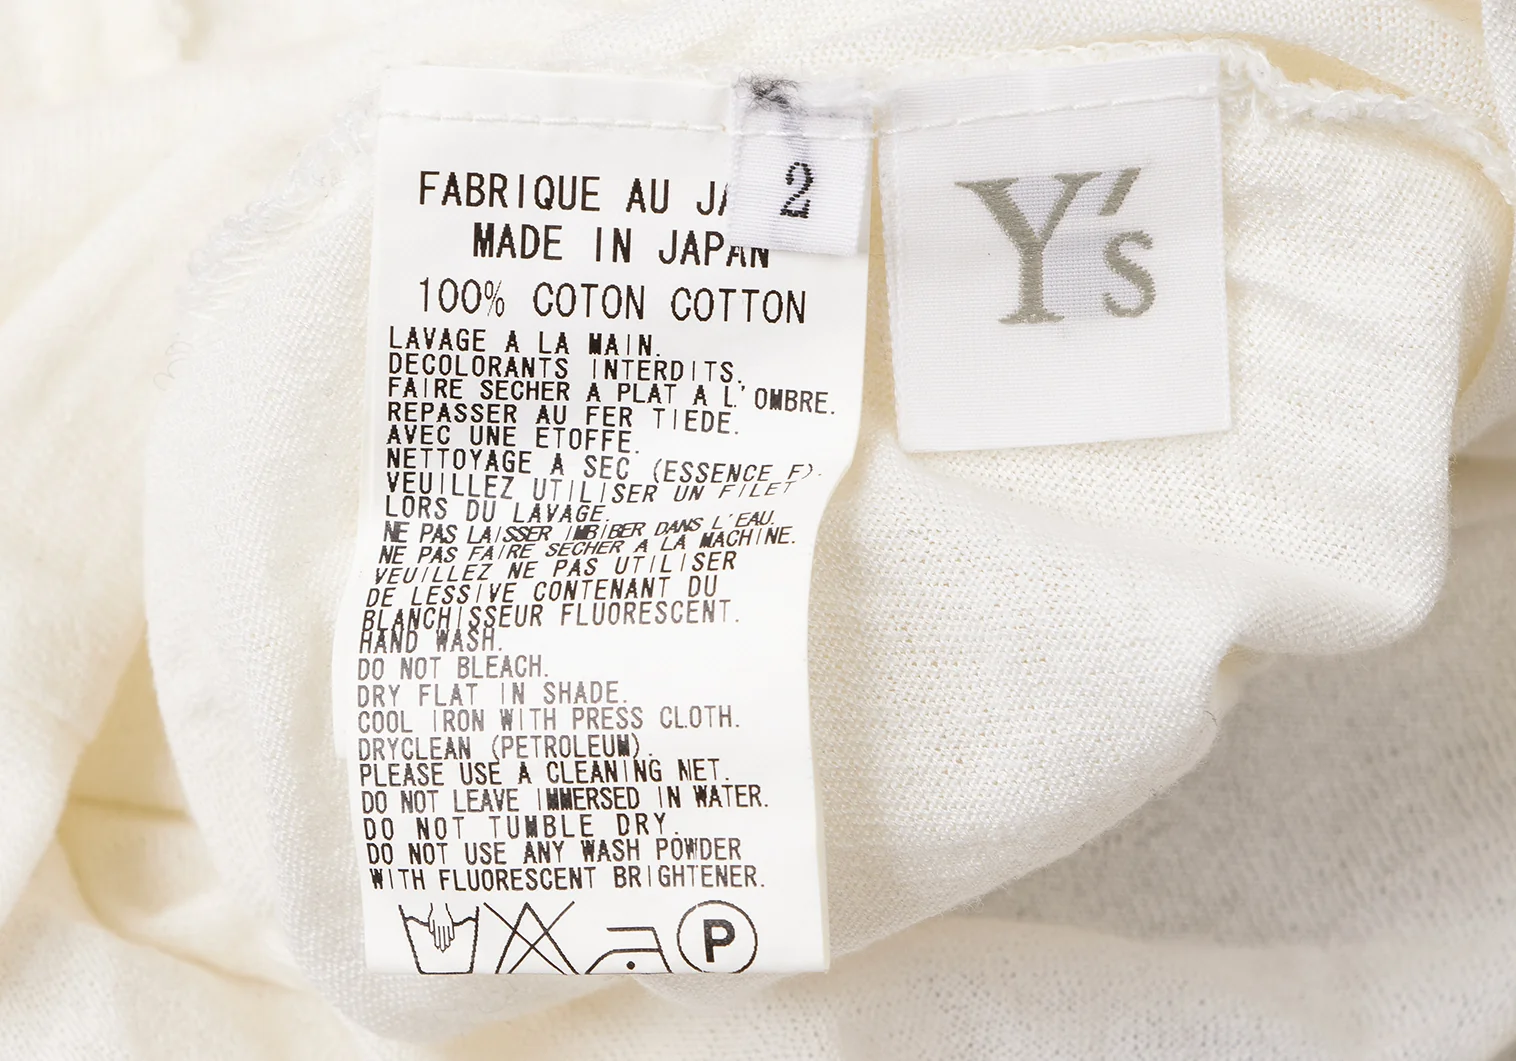 FABRIQUE AU JA
MADE IN JAPAN
100% COTON COTTON
LAVAGE A LA MAIN.
DECOLORANTS INTERDITS.
FAIRE SECHER A PLAT A L'OMBRE.
REPASSER AU FER TIEDE.
AVEC UNE ETOFFE.
NETTOYAGE A SEC (ESSENCE F).
VEUILLEZ UTILISER UN FILET
LORS DU LAVAGE.
NE PAS LAISSER IMBIBER DANS L'EAU.
NE PAS FAIRE SECHER A LA MACHINE.
VEUILLEZ NE PAS UTILISER
DE LESSIVE CONTENANT DU
BLANCHISSEUR FLUORESCENT.
HAND WASH.
DO NOT BLEACH.
DRY FLAT IN SHADE.
COOL IRON WITH PRESS CLOTH.
DRYCLEAN (PETROLEUM).
PLEASE USE A CLEANING NET.
DO NOT LEAVE IMMERSED IN WATER.
DO NOT TUMBLE DRY.
DO NOT USE ANY WASH POWDER
WITH FLUORESCENT BRIGHTENER.
P
2
Y's